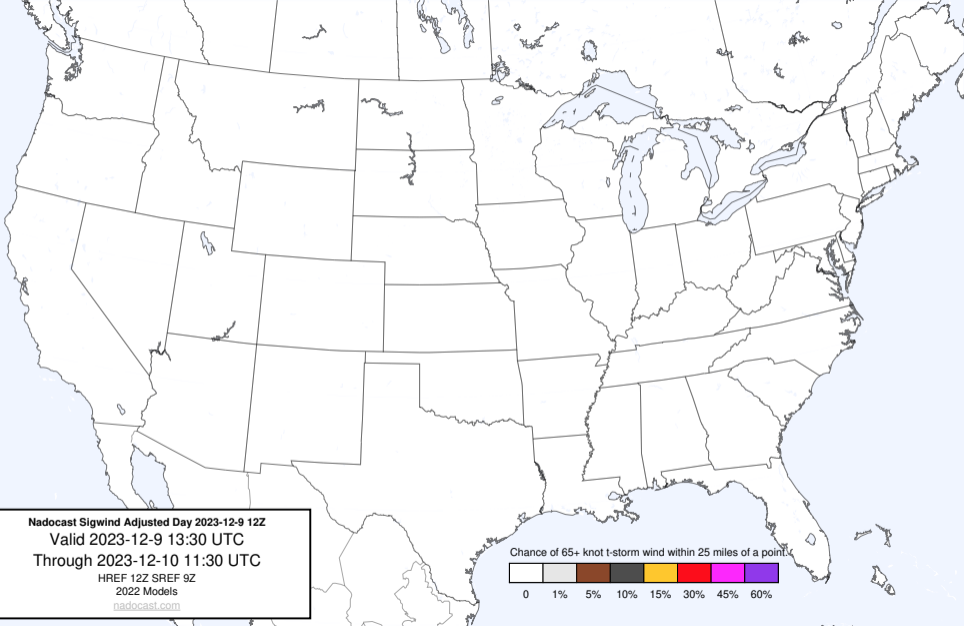 Nadocast Sigwind Adjusted Day 2023-12-9 12Z
Valid 2023-12-9 13:30 UTC
Through 2023-12-10 11:30 UTC
HREF 12Z SREF 9Z
2022 Models
nadocast.com
Chance of 65+ knot t-storm wind within 25 miles of a point.
0 1% 5% 10% 15% 30% 45% 60%